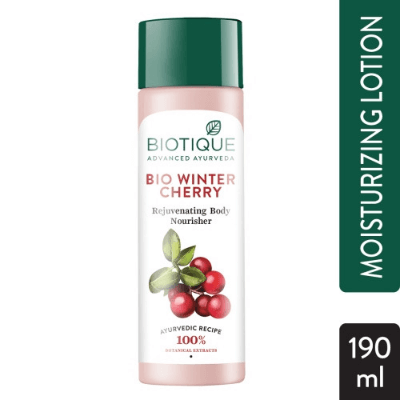 BIOTIQUE
ADVANCED AYURVEDA
BIO WINTER
CHERRY
Rejuvenating Body
Nourisher
AYURVEDIC RECIPE
100%
BOTANICAL EXTRACTS
MOISTURIZING LOTION
190
ml